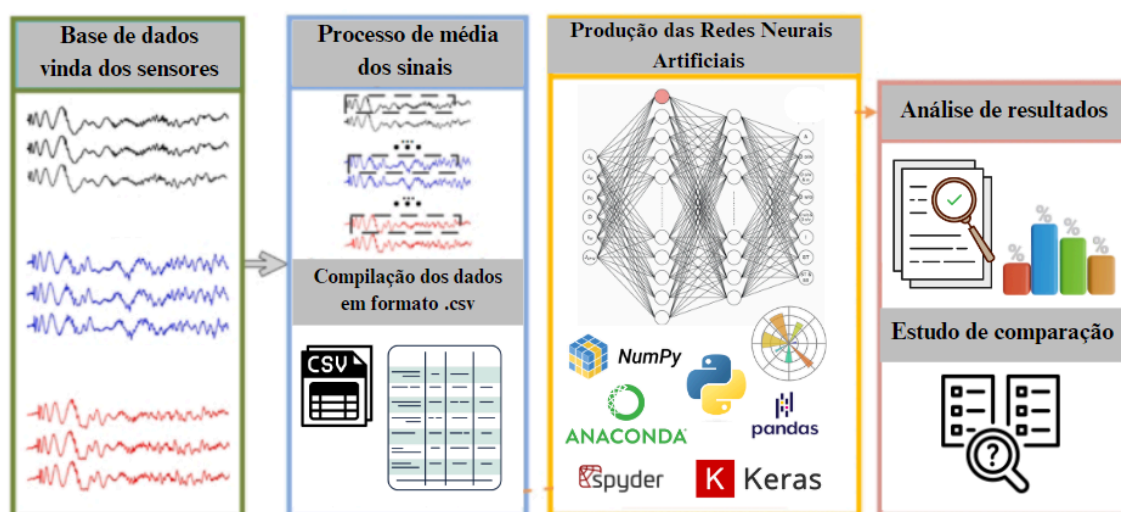 Base de dados
vinda dos sensores
Processo de média
dos sinais
Compilação dos dados
em formato .csv
CSV
Produção das Redes Neurais
Artificiais
NumPy
ANACONDA
pandas
spyder
K Keras
Análise de resultados
% % % %
Estudo de comparação
?